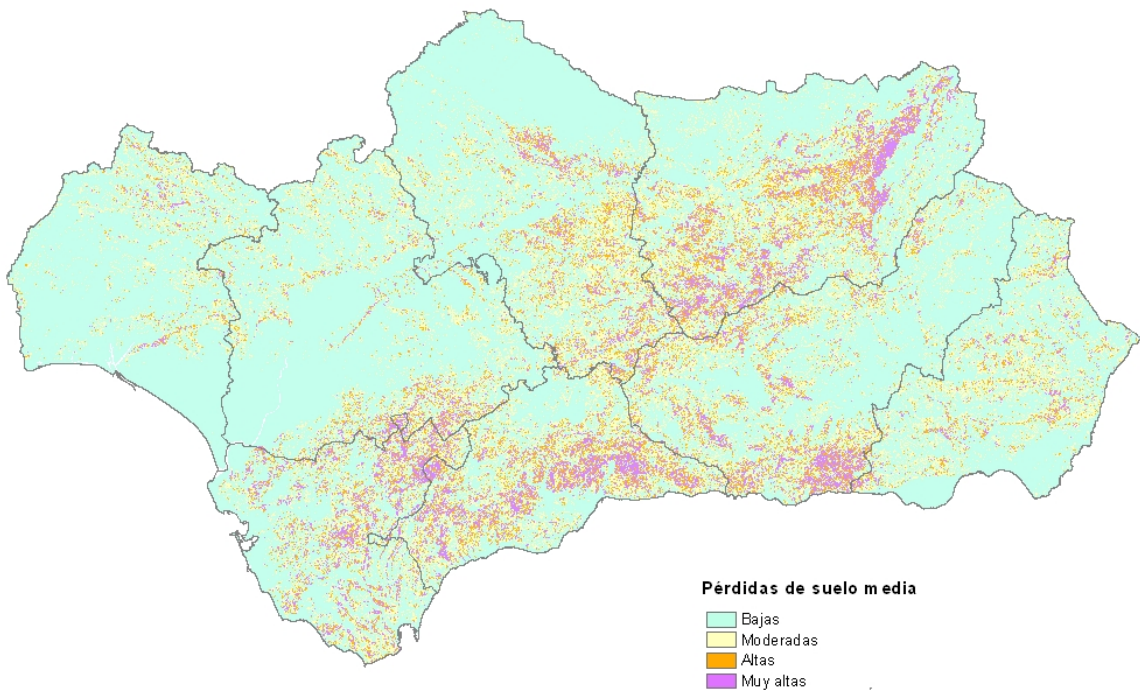 Pérdidas de suelo media
Bajas
Moderadas
Altas
Muy altas